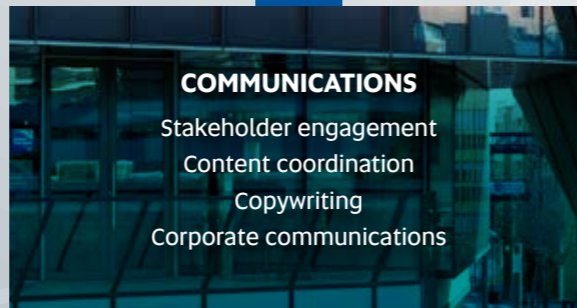 COMMUNICATIONS
Stakeholder engagement
Content coordination
Copywriting
Corporate communications